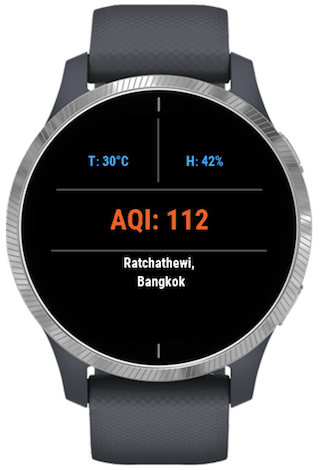 T: 30°C
H: 42%
AQI: 112
Ratchathewi,
Bangkok